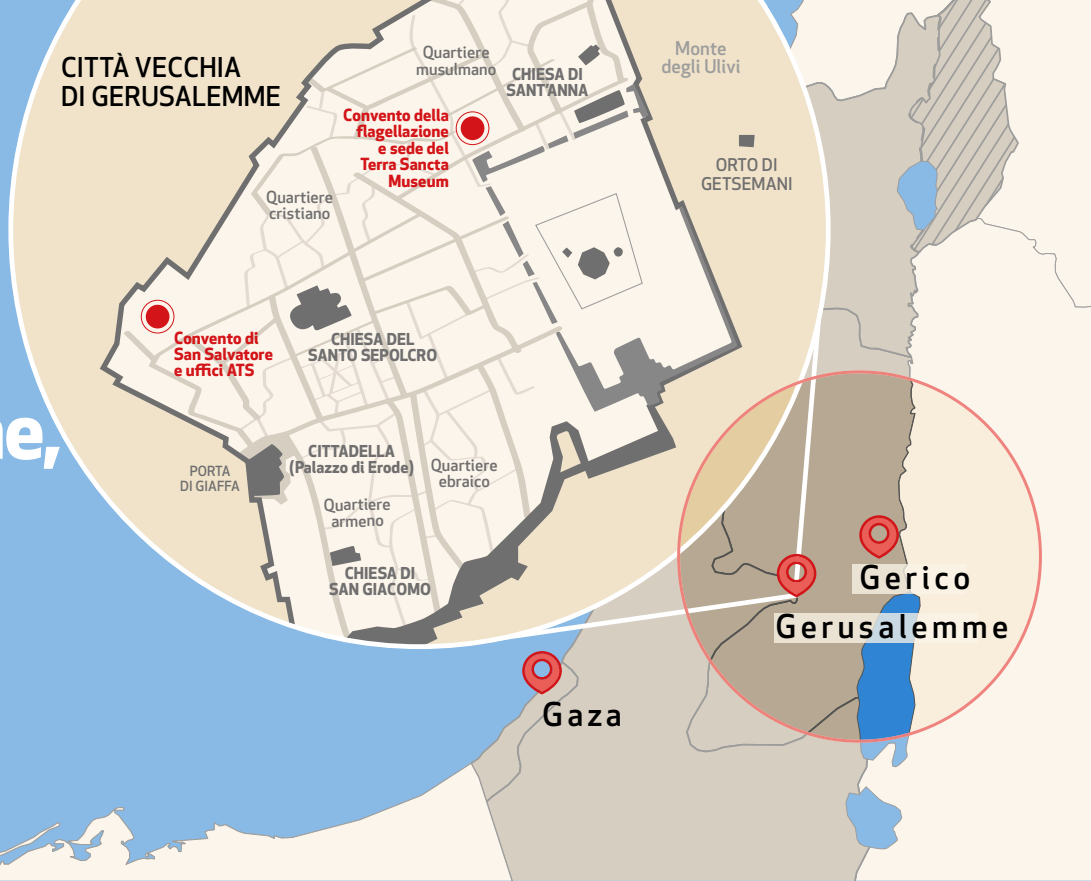 CITTÀ VECCHIA
DI GERUSALEMME
Quartiere
musulmano
CHIESA DI
SANT'ANNA
Monte
degli Ulivi
Convento della
flagellazione
e sede del
Terra Sancta
Museum
ORTO DI
GETSEMANI
Quartiere
cristiano
Convento di
San Salvatore
e uffici ATS
CHIESA DEL
SANTO SEPOLCRO
CITTADELLA
(Palazzo di Erode)
PORTA
DI GIAFFA
Quartiere
ebraico
Quartiere
armeno
CHIESA DI
SAN GIACOMO
Gerico
Gerusalemme
Gaza